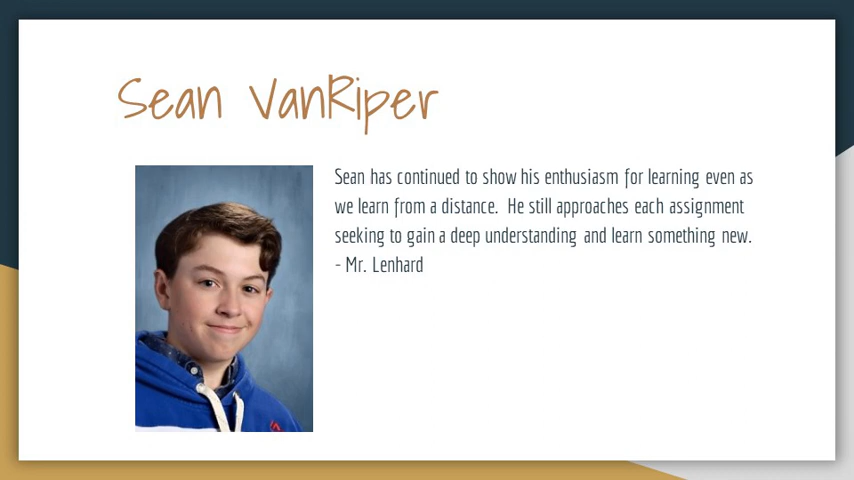 Sean VanRiper
Sean has continued to show his enthusiasm for learning even as
we learn from a distance.  He still approaches each assignment
seeking to gain a deep understanding and learn something new.
- Mr. Lenhard